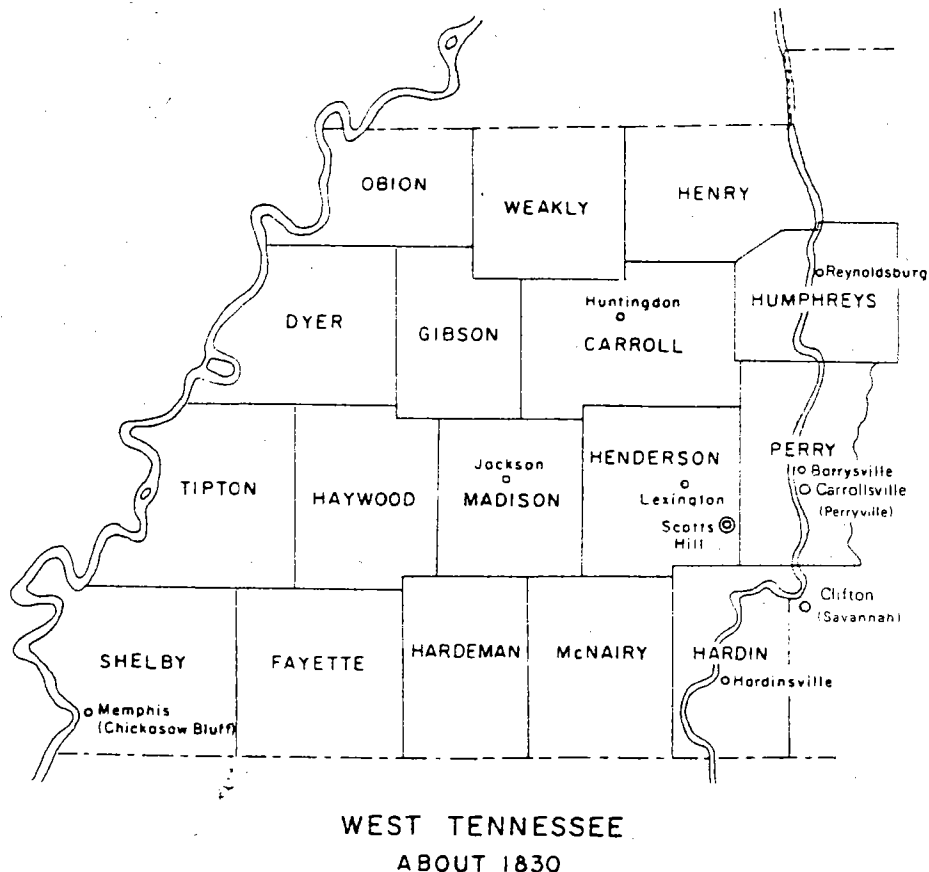 OBION
WEAKLY
HENRY
Reynoldsburg
HUMPHREYS
DYER
GIBSON
Huntingdon
CARROLL
PERRY
Barrysville
Carrollsville
(Perryville)
TIPTON
HAYWOOD
Jackson
MADISON
HENDERSON
Lexington
Scotts
Hill
Clifton
(Savannah)
SHELBY
FAYETTE
HARDEMAN
McNAIRY
HARDIN
Hardinsville
Memphis
(Chickasaw Bluff)
WEST TENNESSEE
ABOUT 1830